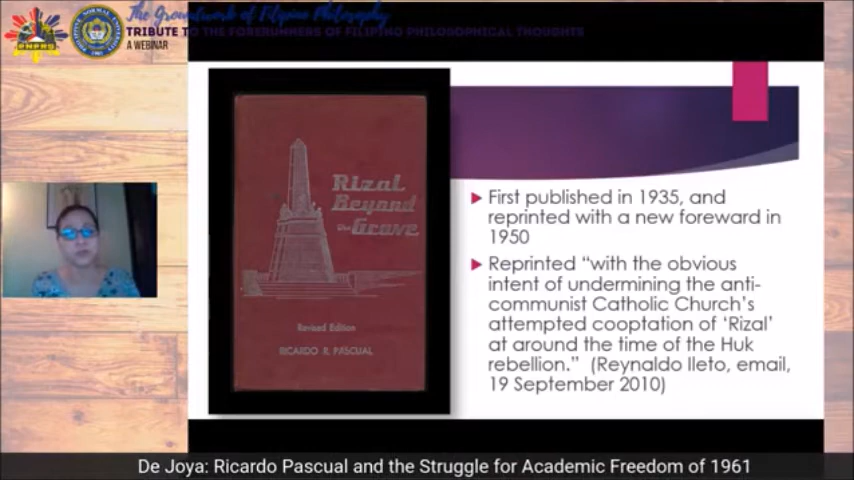 The Groundwork of Filipino Philosophy
TRIBUTE TO THE FORERUNNERS OF FILIPINO PHILOSOPHICAL THOUGHTS
A WEBINAR
Rizal
Beyond
the Grave
Revised Edition
RICARDO R. PASCUAL
First published in 1935, and
reprinted with a new foreward in
1950
Reprinted “with the obvious
intent of undermining the anti-
communist Catholic Church’s
attempted cooptation of ‘Rizal’
at around the time of the Huk
rebellion.” (Reynaldo Ileto, email,
19 September 2010)
De Joya: Ricardo Pascual and the Struggle for Academic Freedom of 1961